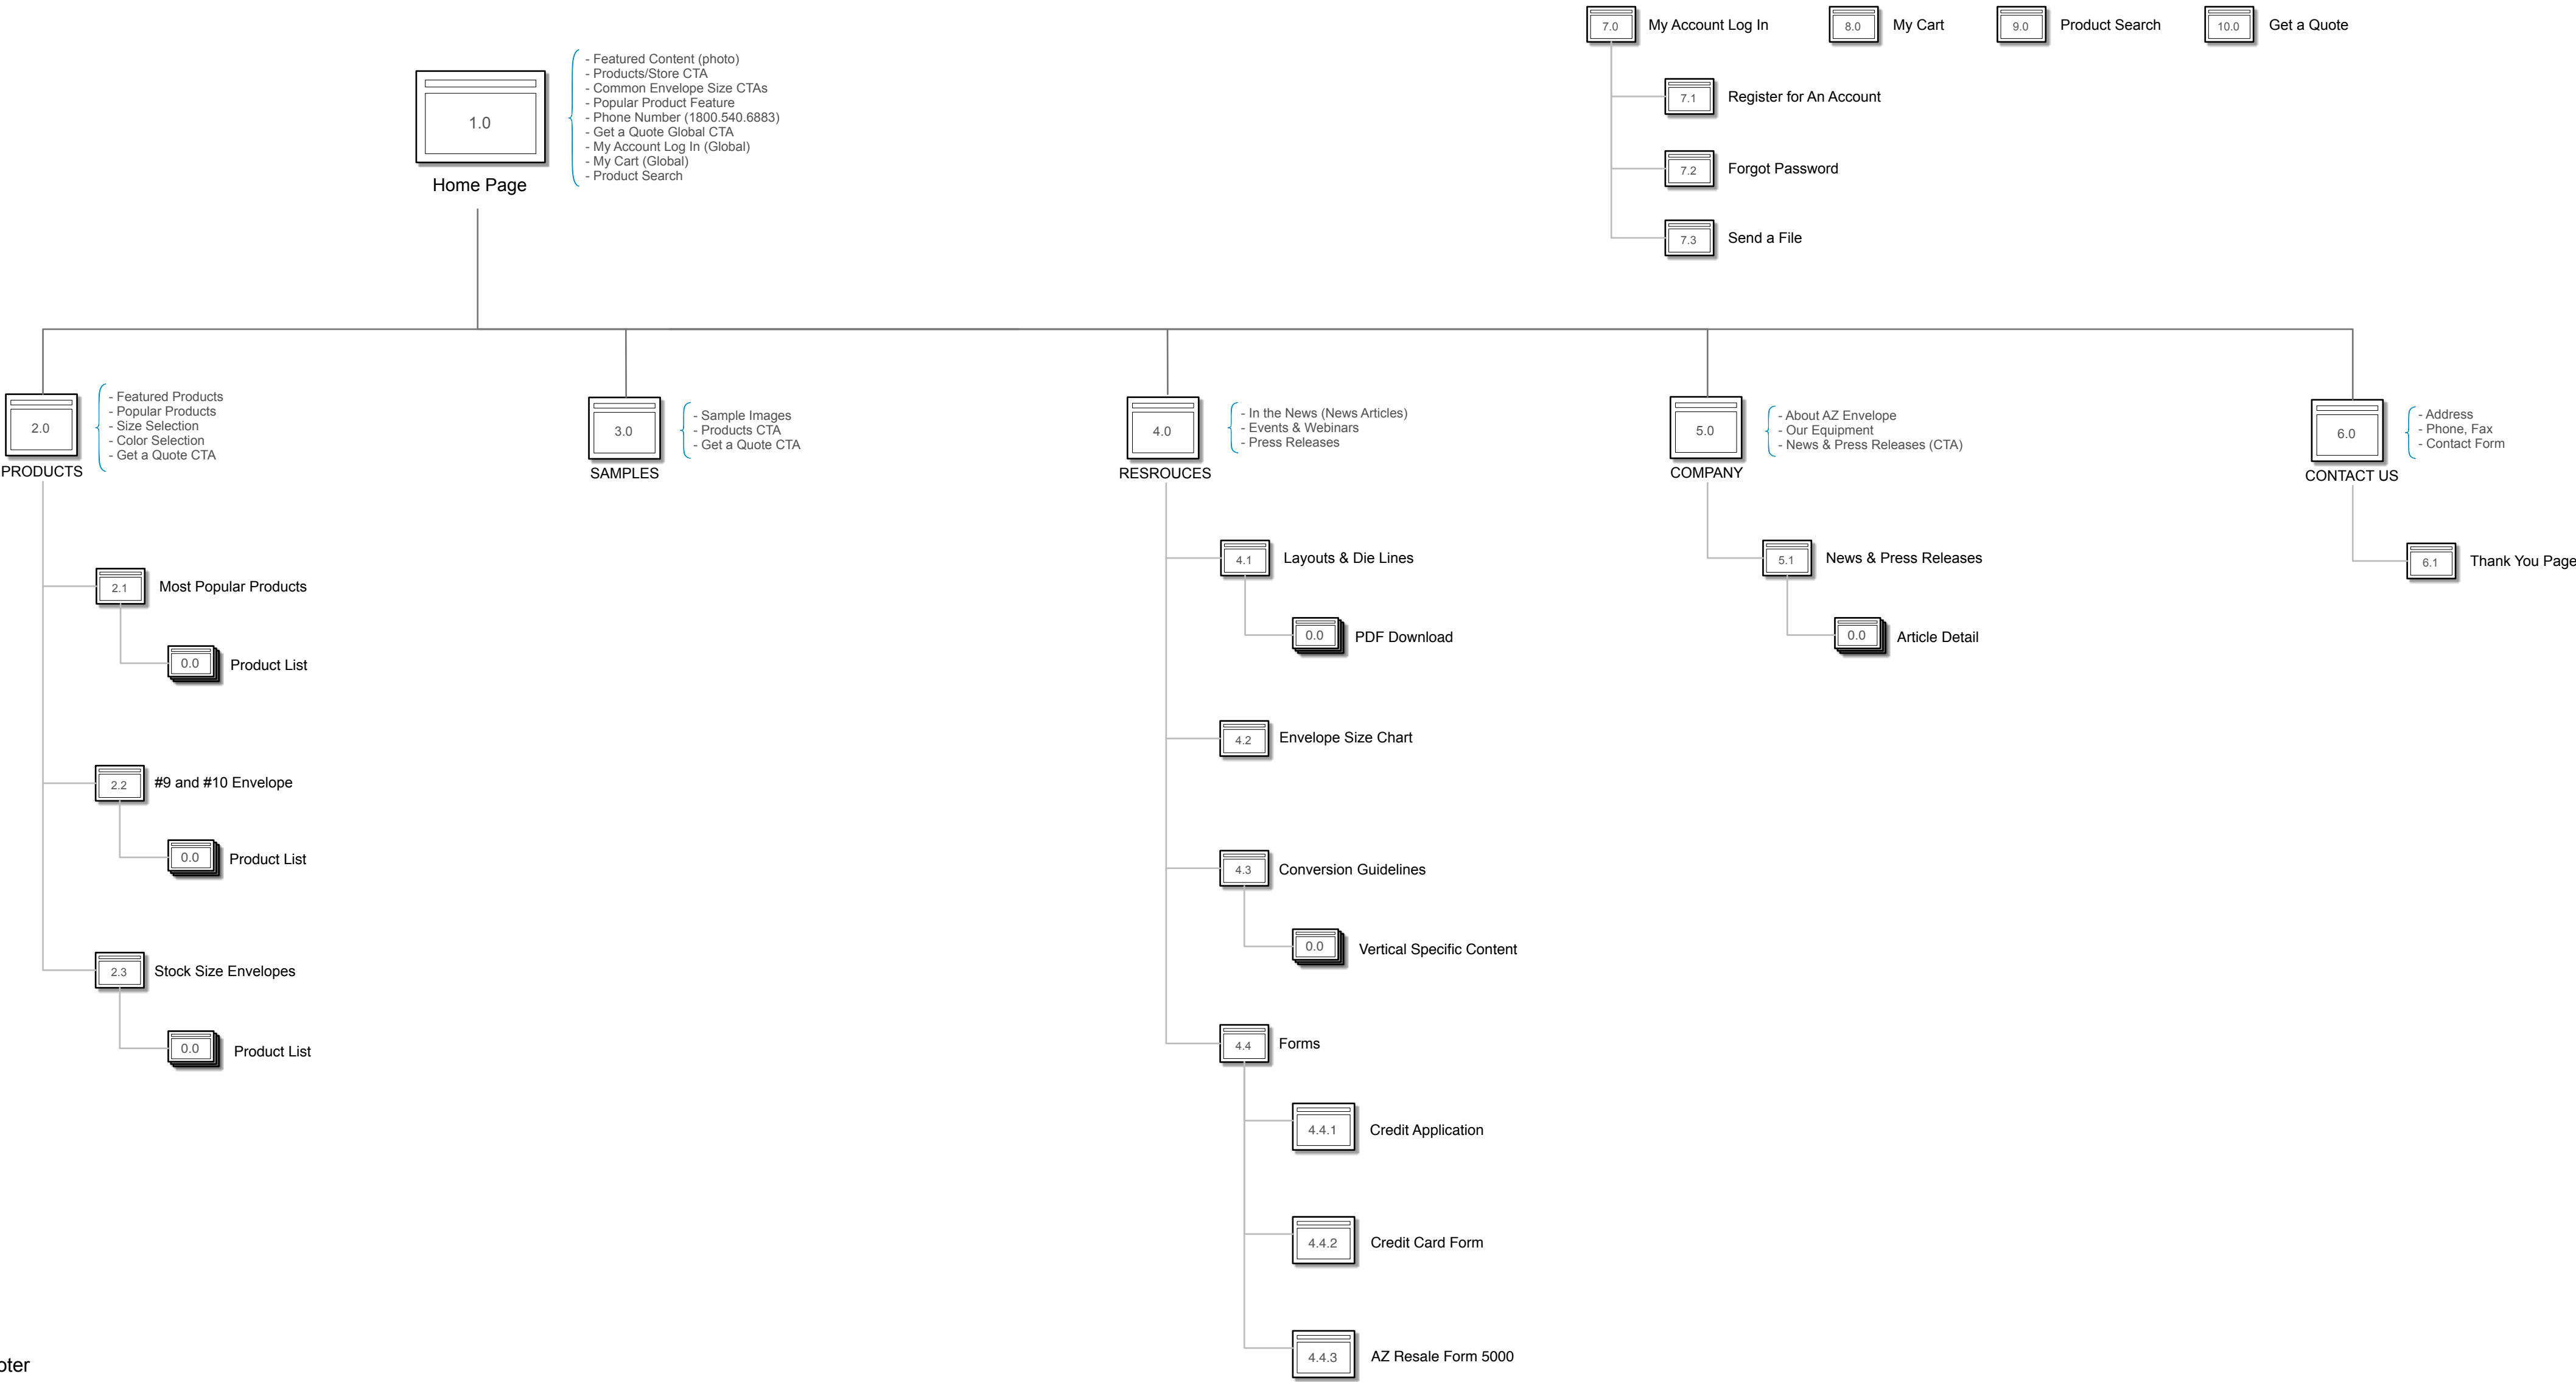 7.0 My Account Log In
8.0 My Cart
9.0 Product Search
10.0 Get a Quote
7.1 Register for An Account
7.2 Forgot Password
7.3 Send a File
1.0
Home Page
- Featured Content (photo)
- Products/Store CTA
- Common Envelope Size CTAs
- Popular Product Feature
- Phone Number (1800.540.6883)
- Get a Quote Global CTA
- My Account Log In (Global)
- My Cart (Global)
- Product Search
2.0
PRODUCTS
- Featured Products
- Popular Products
- Size Selection
- Color Selection
- Get a Quote CTA
2.1 Most Popular Products
0.0 Product List
2.2 #9 and #10 Envelope
0.0 Product List
2.3 Stock Size Envelopes
0.0 Product List
3.0
SAMPLES
- Sample Images
- Products CTA
- Get a Quote CTA
4.0
RESROUCES
- In the News (News Articles)
- Events & Webinars
- Press Releases
4.1 Layouts & Die Lines
0.0 PDF Download
4.2 Envelope Size Chart
4.3 Conversion Guidelines
0.0 Vertical Specific Content
4.4 Forms
4.4.1 Credit Application
4.4.2 Credit Card Form
4.4.3 AZ Resale Form 5000
5.0
COMPANY
- About AZ Envelope
- Our Equipment
- News & Press Releases (CTA)
5.1 News & Press Releases
0.0 Article Detail
6.0
CONTACT US
- Address
- Phone, Fax
- Contact Form
6.1 Thank You Page
oter